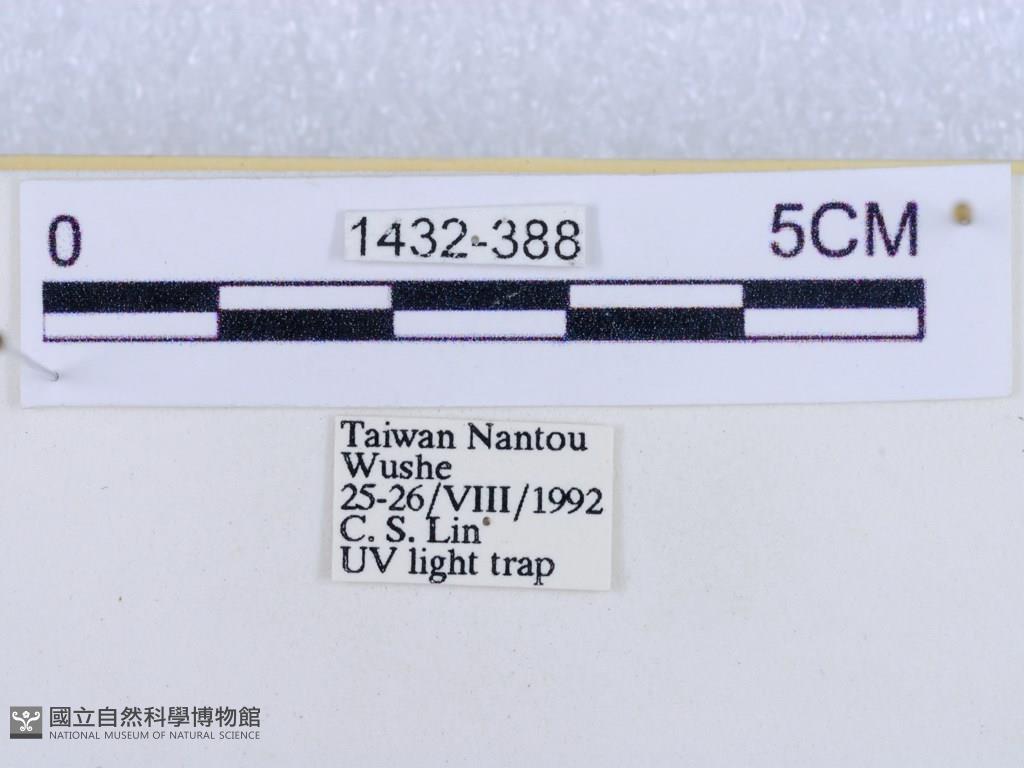 0
1432-388
5CM
Taiwan Nantou
Wushe
25-26/VIII/1992
C. S. Lin
UV light trap
國立自然科學博物館
NATIONAL MUSEUM OF NATURAL SCIENCE